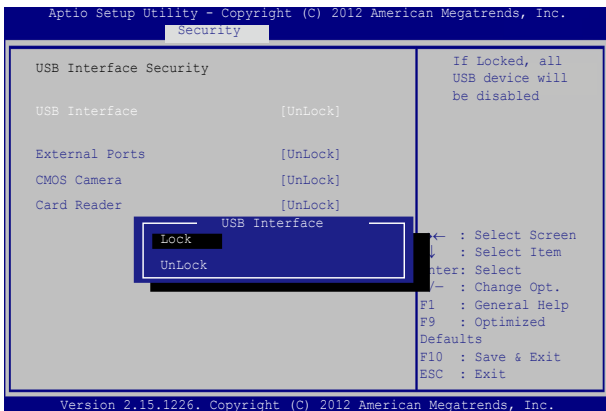 Aptio Setup Utility - Copyright (C) 2012 American Megatrends, Inc.
Security
USB Interface Security
USB Interface [UnLock]
External Ports [UnLock]
CMOS Camera [UnLock]
Card Reader [UnLock]
USB Interface
Lock
UnLock
If Locked, all
USB device will
be disabled
← : Select Screen
↓ : Select Item
nter: Select
/— : Change Opt.
F1 : General Help
F9 : Optimized
Defaults
F10 : Save & Exit
ESC : Exit
Version 2.15.1226. Copyright (C) 2012 American Megatrends, Inc.